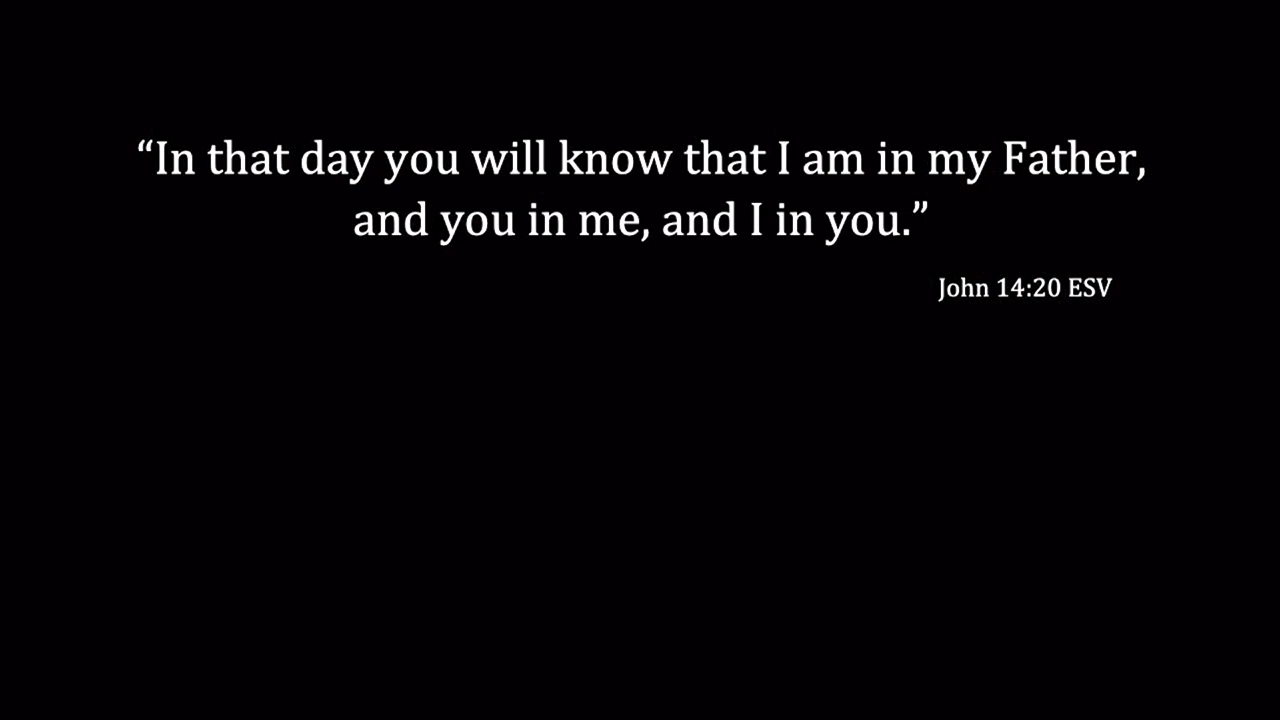 “In that day you will know that I am in my Father,
and you in me, and I in you.”
John 14:20 ESV